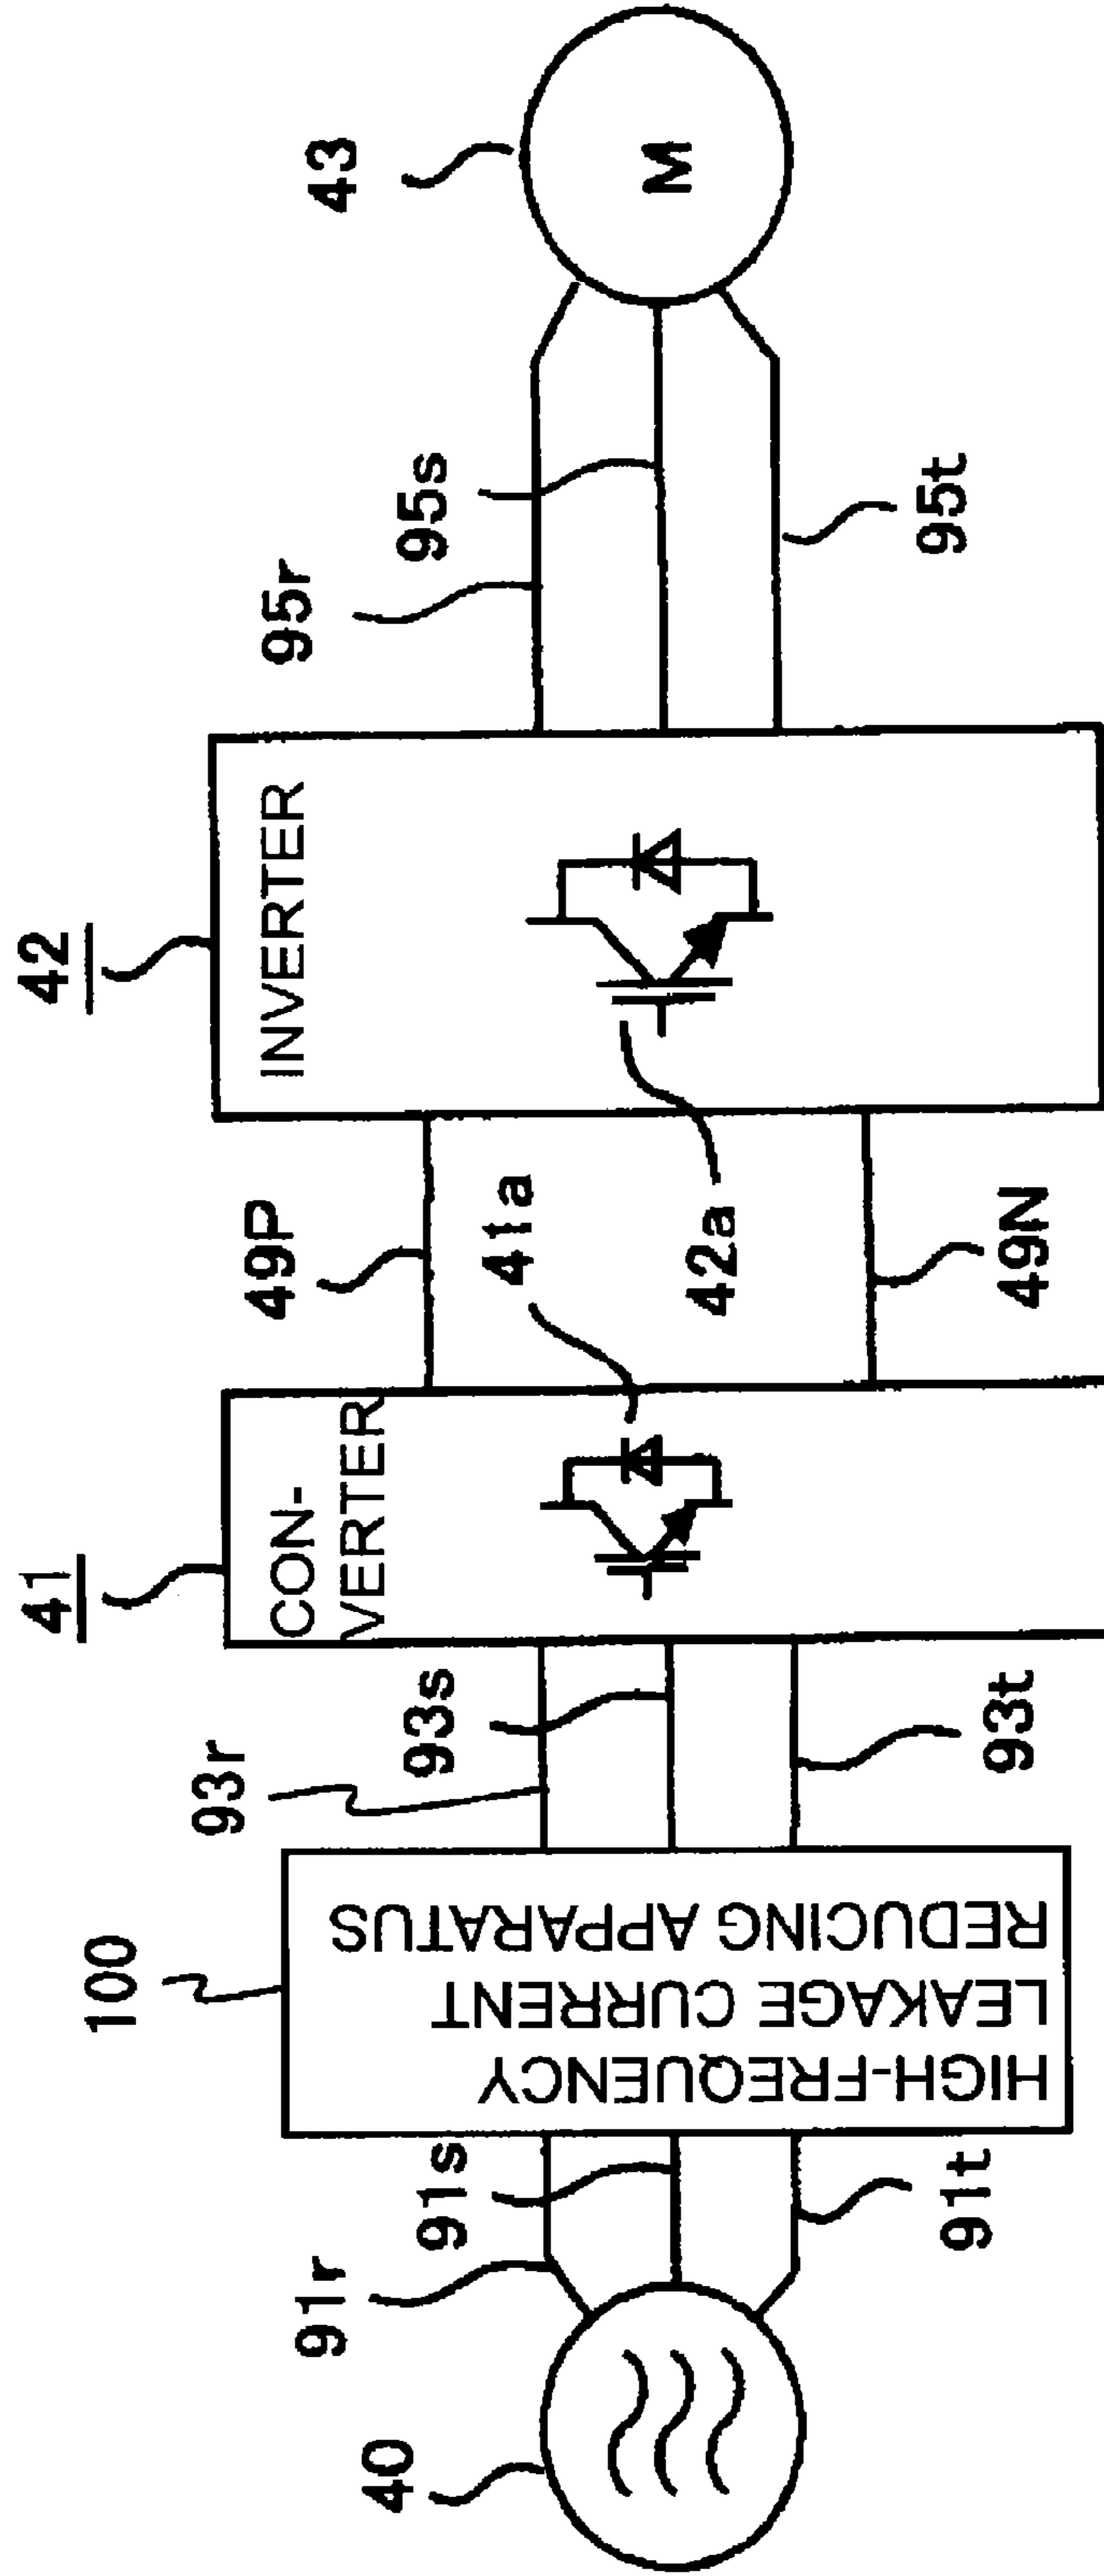 40
91r
91s
91t
100
HIGH-FREQUENCY
LEAKAGE CURRENT
REDUCING APPARATUS
93r
93s
93t
41
CON-
VERTER
41a
49P
49N
42
INVERTER
42a
95r
95s
95t
43
M